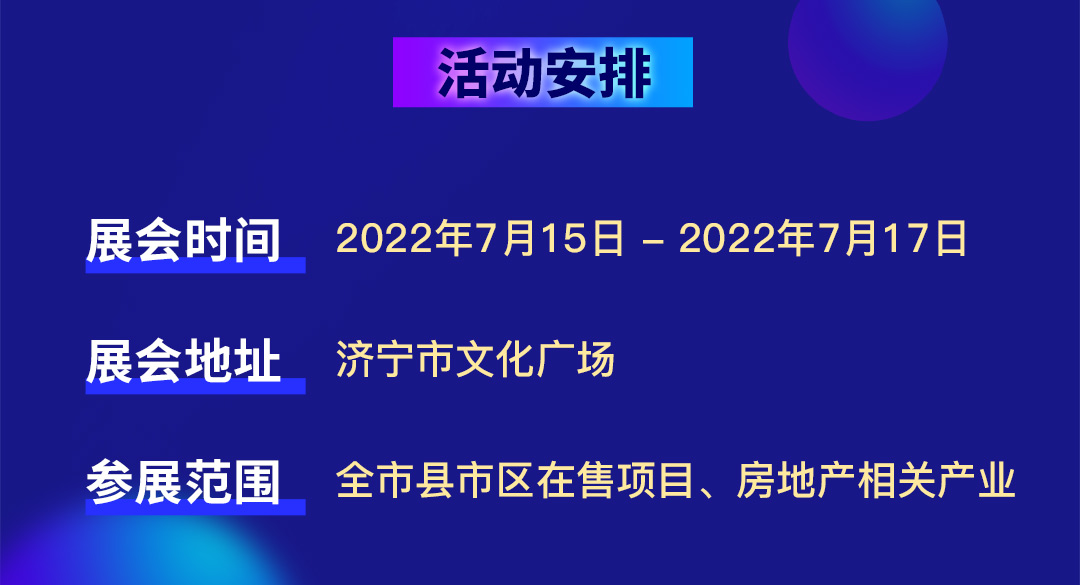 活动安排
展会时间 2022年7月15日 – 2022年7月17日
展会地址 济宁市文化广场
参展范围 全市县市区在售项目、房地产相关产业